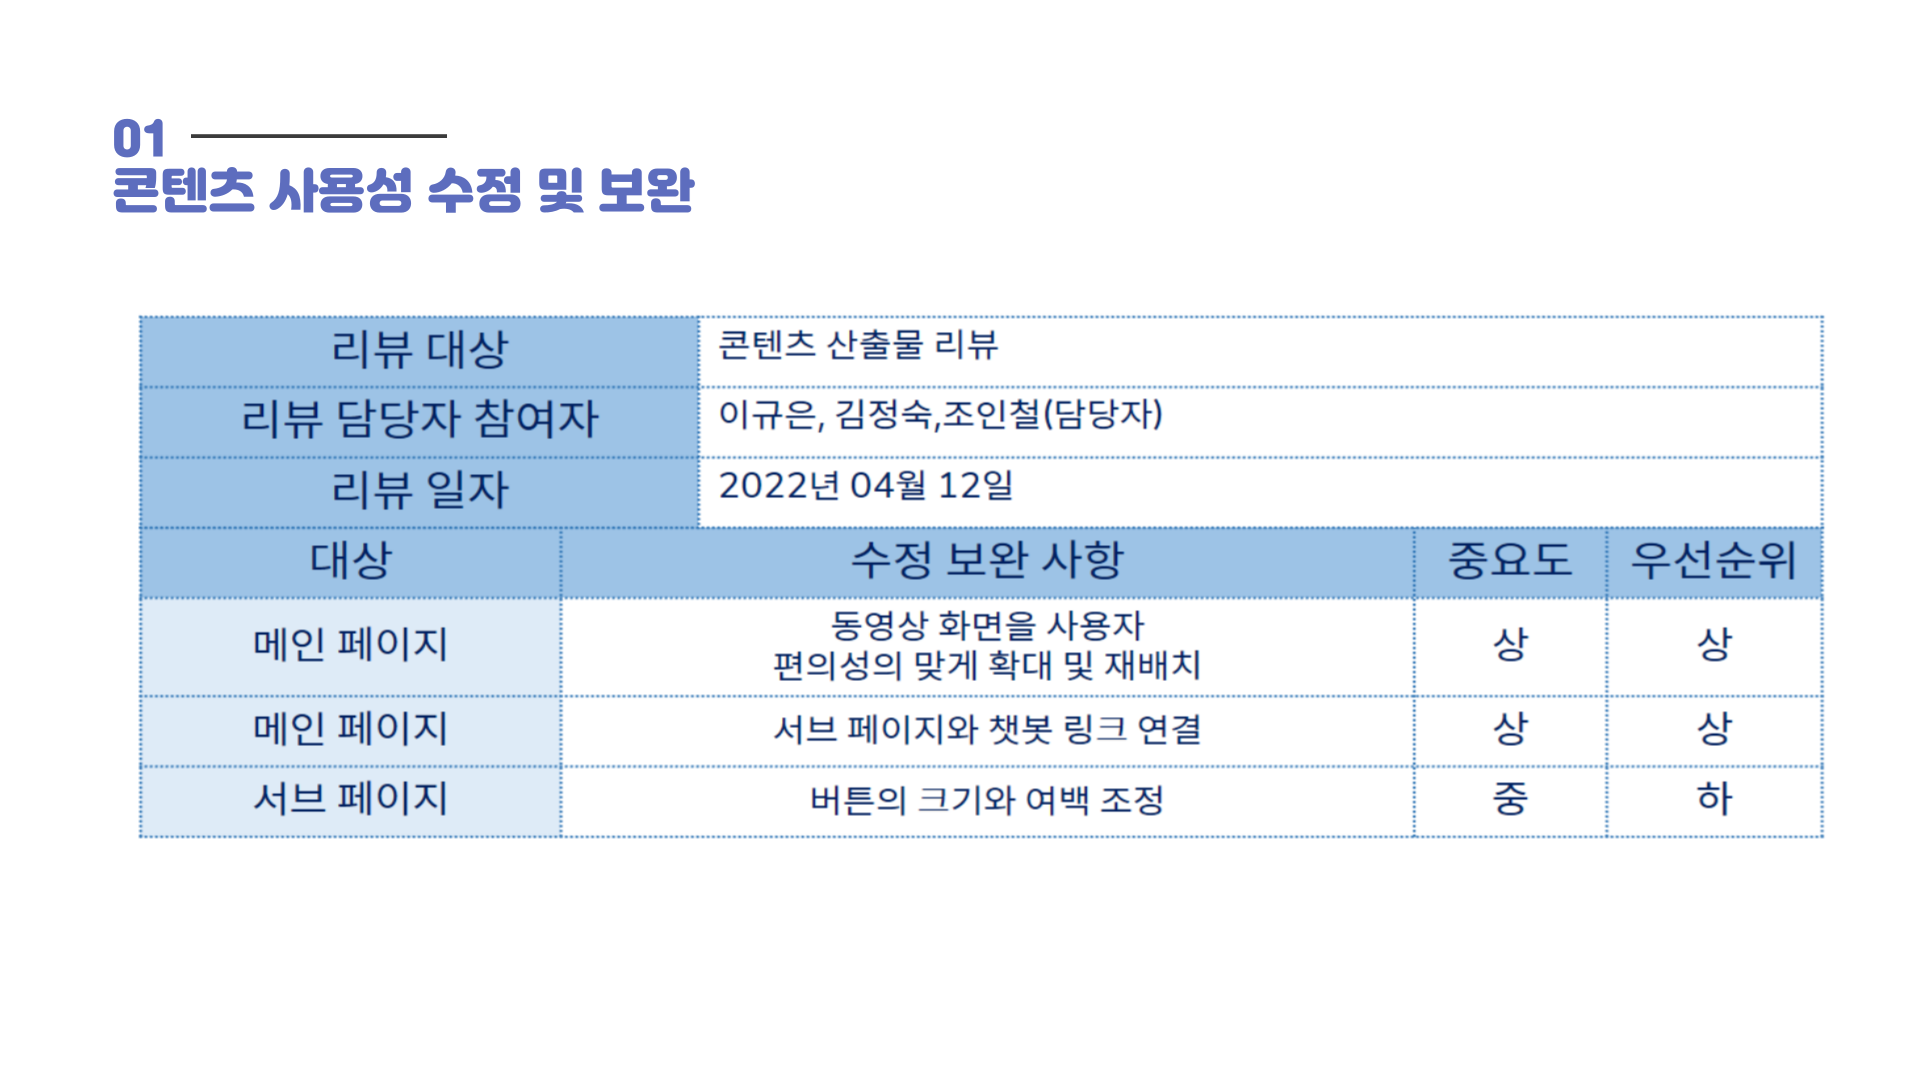 01
콘텐츠 사용성 수정 및 보완
리뷰 대상 콘텐츠 산출물 리뷰
리뷰 담당자 참여자 이규은, 김정숙,조인철(담당자)
리뷰 일자 2022년 04월 12일
대상 수정 보완 사항 중요도 우선순위
메인 페이지 동영상 화면을 사용자
편의성의 맞게 확대 및 재배치 상 상
메인 페이지 서브 페이지와 챗봇 링크 연결 상 상
서브 페이지 버튼의 크기와 여백 조정 중 하